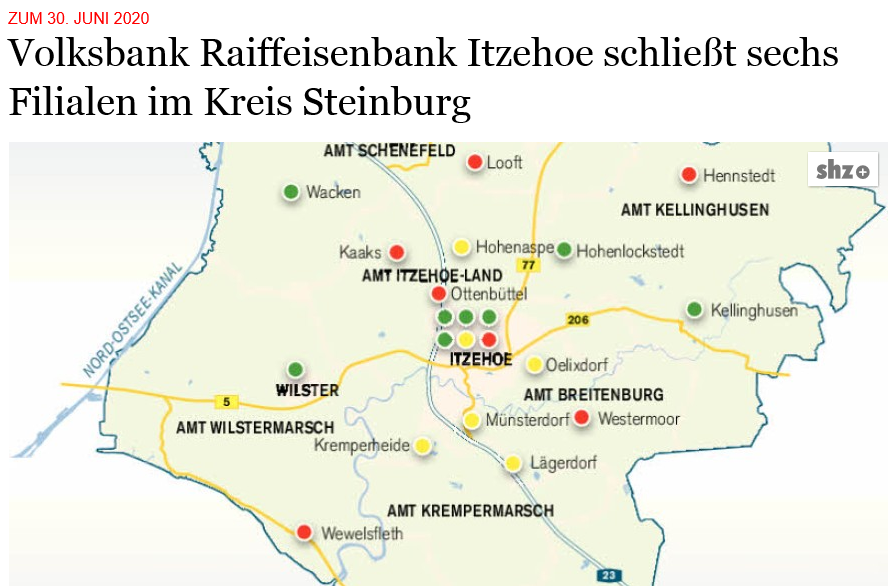 ZUM 30. JUNI 2020
Volksbank Raiffeisenbank Itzehoe schließt sechs
Filialen im Kreis Steinburg
AMT SCHENEFELD
Looft
shz+
Hennstedt
Wacken
AMT KELLINGHUSEN
Kaaks
Hohenaspe
Hohenlockstedt
77
AMT ITZEHOE-LAND
NORD-OSTSEE-KANAL
Ottenbüttel
Kellinghusen
206
ITZEHOE
Oelixdorf
WILSTER
AMT BREITENBURG
5
Münsterdorf
Westermoor
AMT WILSTERMARSCH
Kremperheide
Lägerdorf
AMT KREMPERMARSCH
Wewelsfleth
23